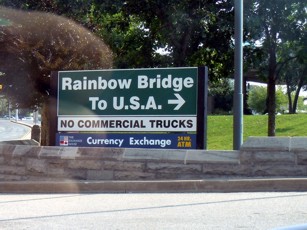 Rainbow Bridge
To U.S.A. →
NO COMMERCIAL TRUCKS
Currency Exchange
24 HR. ATM